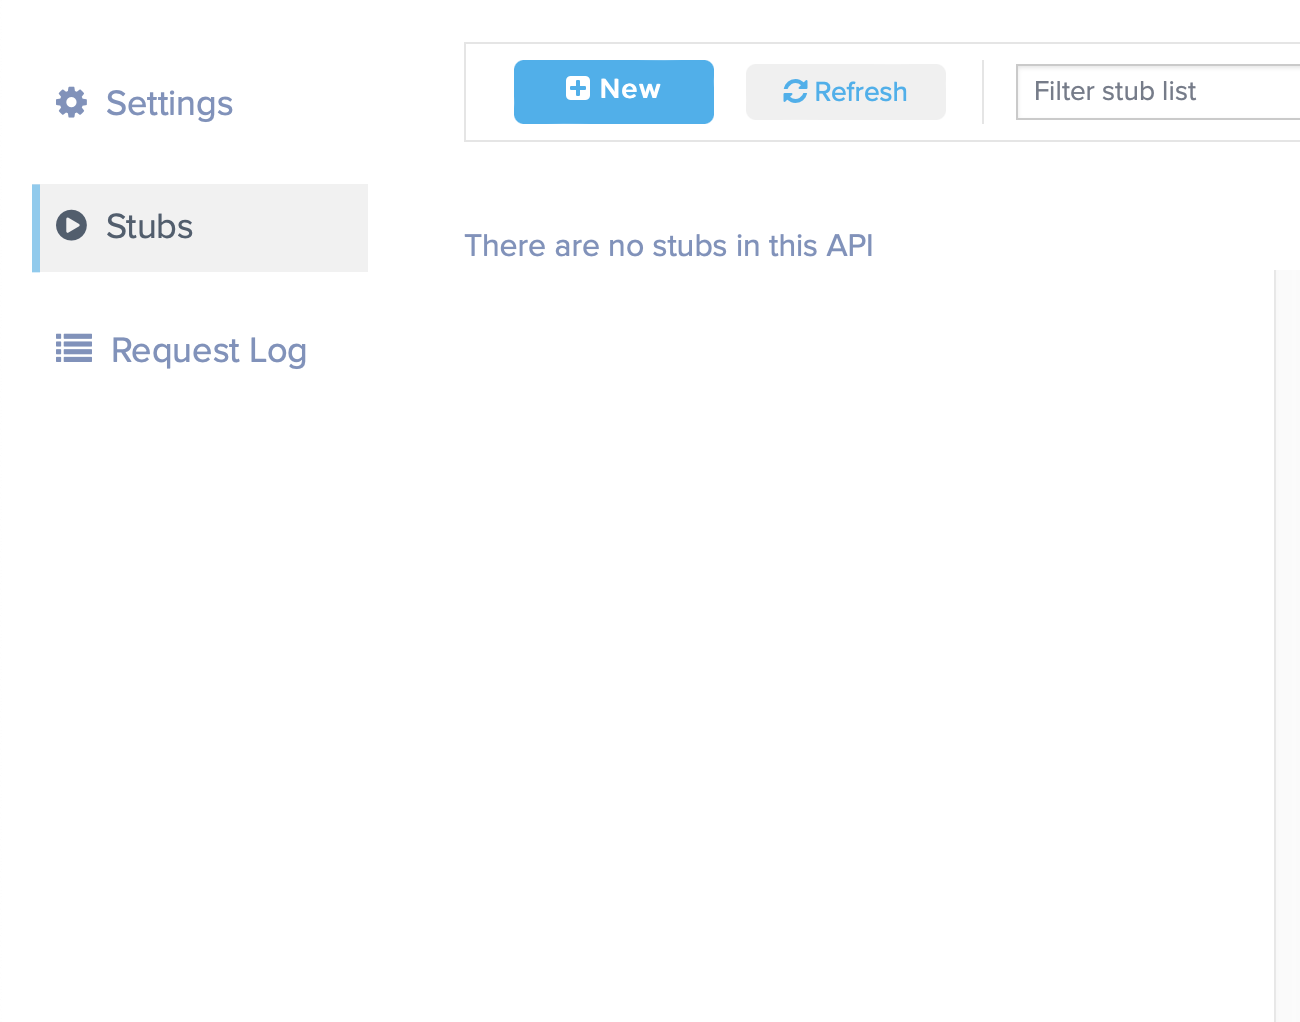 Settings
Stubs
Request Log
New
Refresh
Filter stub list
There are no stubs in this API